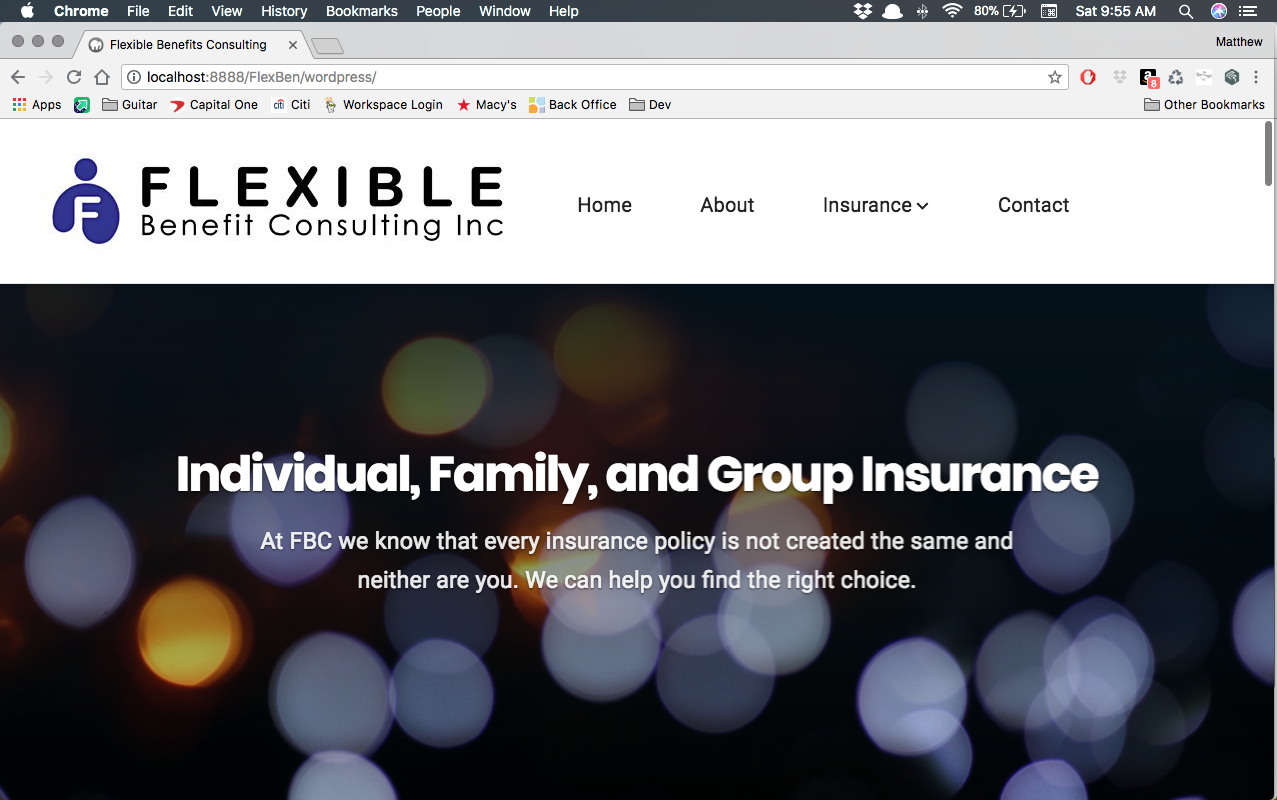 Chrome File Edit View History Bookmarks People Window Help 80% Sat 9:55 AM
Flexible Benefits Consulting Matthew
localhost:8888/FlexBen/wordpress/ 8
Apps Guitar Capital One citi Citi Workspace Login Macy's Back Office Dev Other Bookmarks
F
FLEXIBLE
Benefit Consulting Inc
Home About Insurance Contact
Individual, Family, and Group Insurance
At FBC we know that every insurance policy is not created the same and
neither are you. We can help you find the right choice.